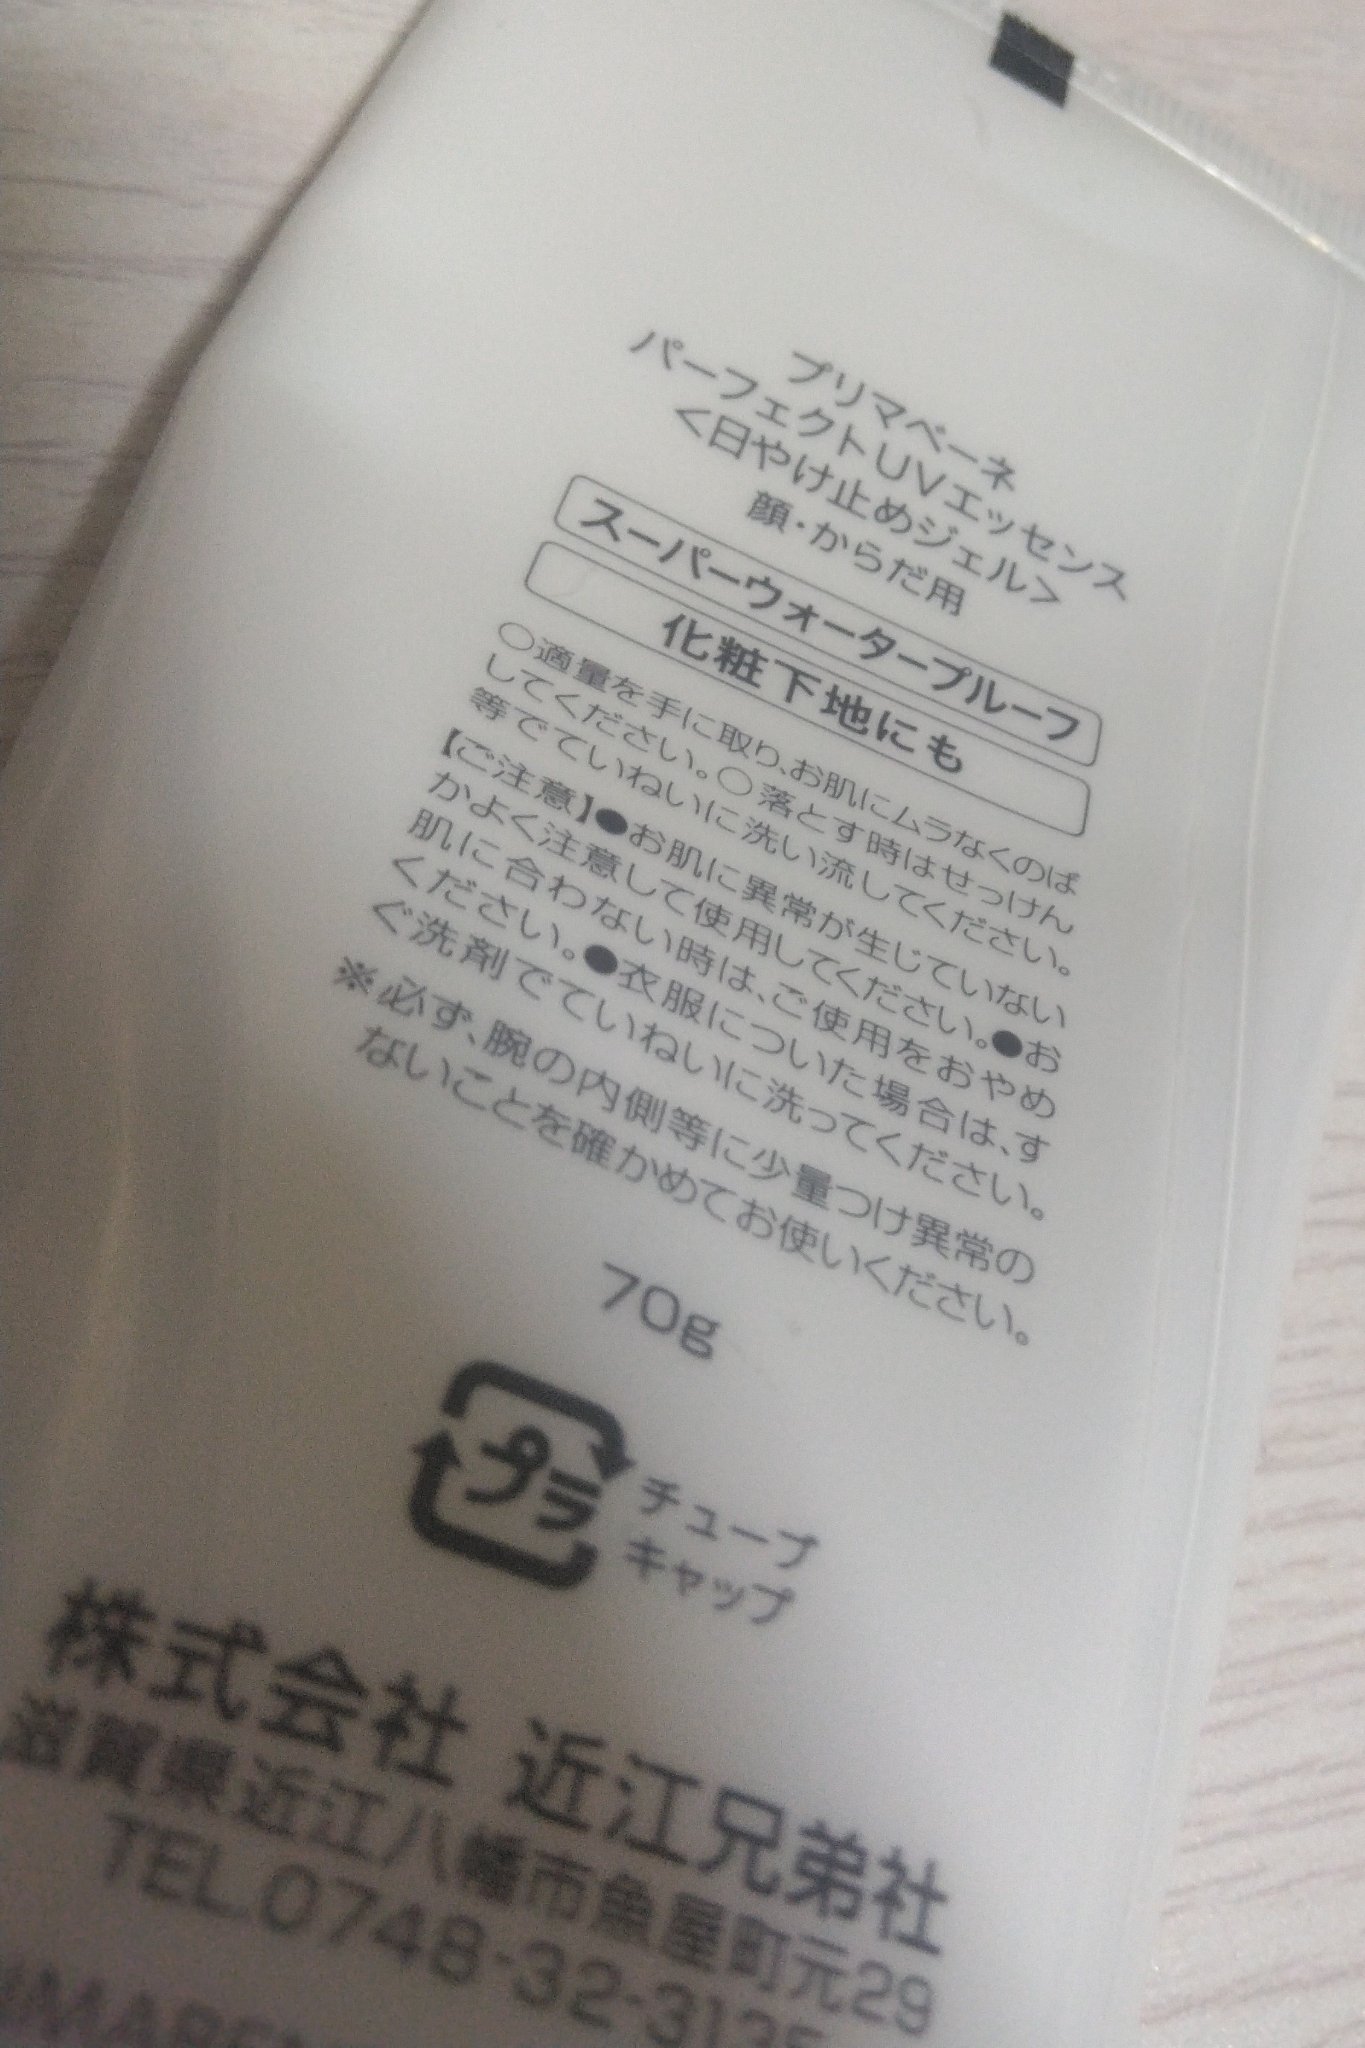 プリマベーネ
パーフェクトUVエッセンス
<日やけ止めジェル>
顔・からだ用
スーパーウォータープルーフ
化粧下地にも
○適量を手に取り、お肌にムラなくのば
してください。○落とす時はせっけん
等でていねいに洗い流してください。
【ご注意】●お肌に異常が生じていない
かよく注意して使用してください。●お
肌に合わない時は、ご使用をおやめ
ください。●衣服についた場合は、す
ぐ洗剤でていねいに洗ってください。
※必ず、腕の内側等に少量つけ異常の
ないことを確かめてお使いください。
70g
プラ
チューブ
キャップ
株式会社 近江兄弟社
滋賀県近江八幡市魚屋町元29
TEL.0748-32-3135